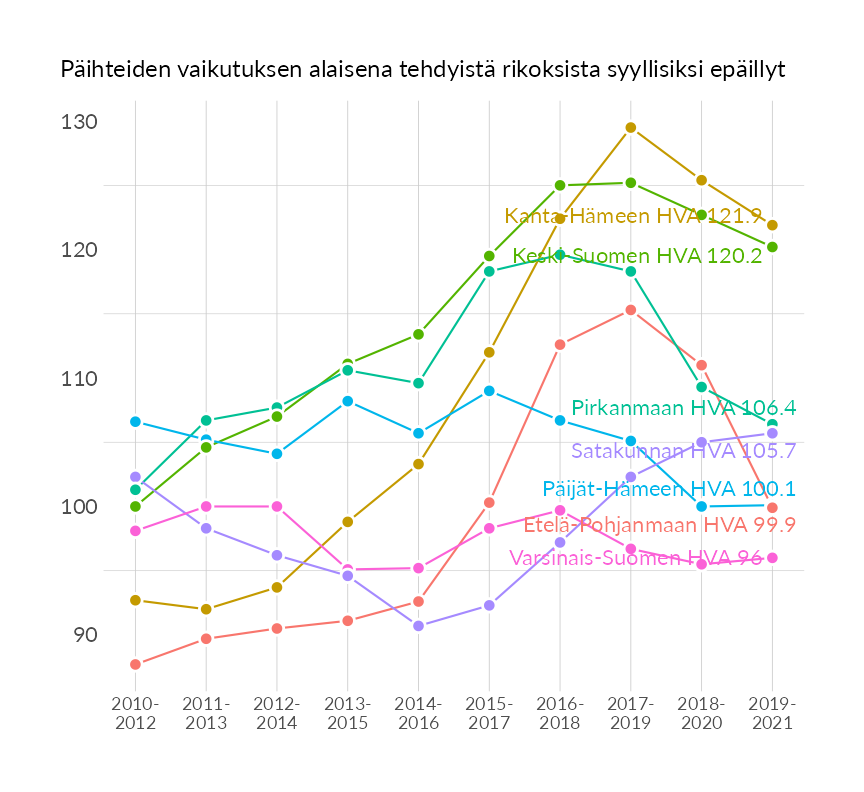 Päihteiden vaikutuksen alaisena tehdyistä rikoksista syyllisiksi epäillyt
130
120
110
100
90
Kanta-Hämeen HVA 121.9
Keski-Suomen HVA 120.2
Pirkanmaan HVA 106.4
Satakunnan HVA 105.7
Päijät-Hämeen HVA 100.1
Etelä-Pohjanmaan HVA 99.9
Varsinais-Suomen HVA 96
2010- 2011- 2012- 2013- 2014- 2015- 2016- 2017- 2018- 2019-
2012 2013 2014 2015 2016 2017 2018 2019 2020 2021